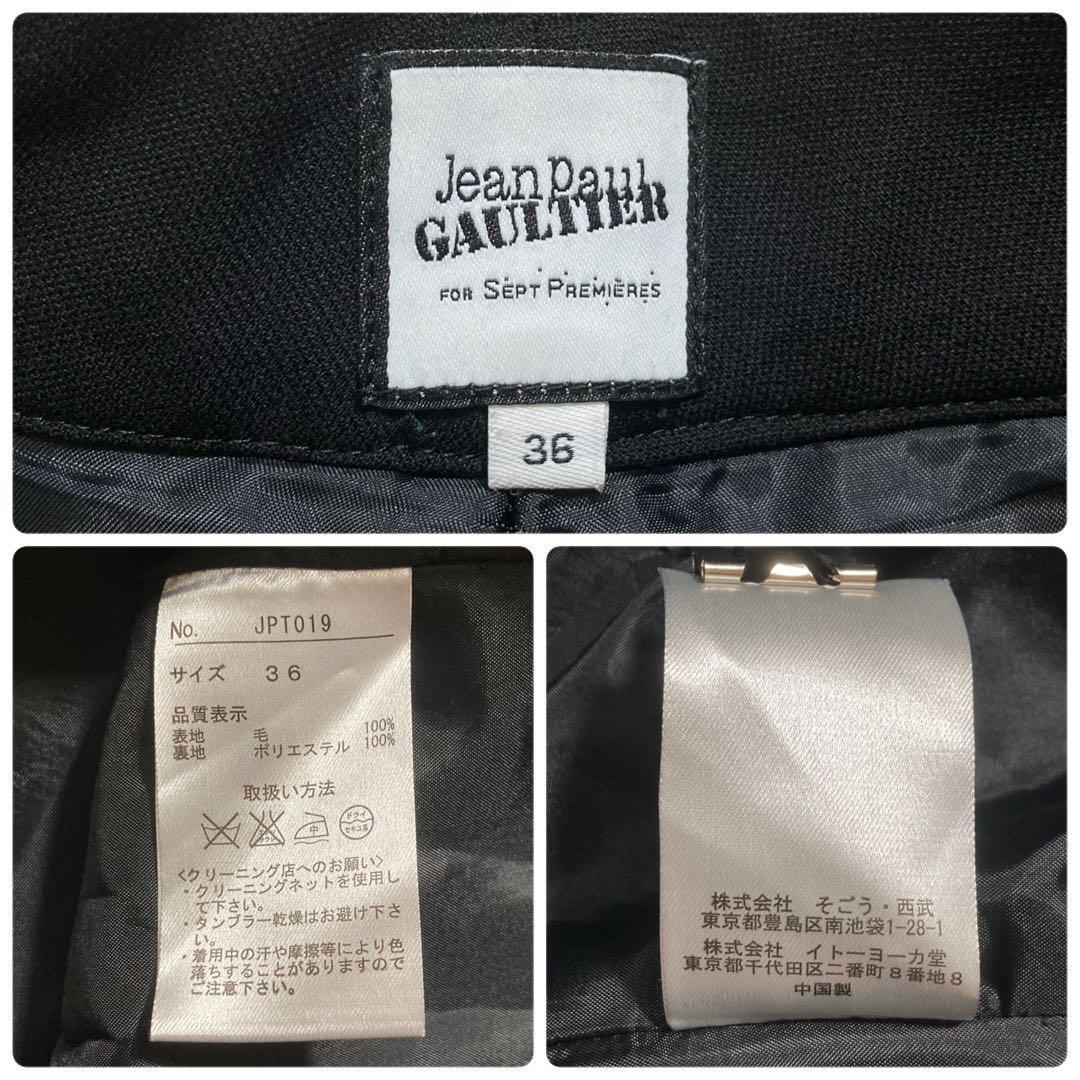 Jean Paul
GAULTIER
FOR SEPT PREMIÈRES
36
No. JPT019
サイズ 36
品質表示
表地 毛 100%
裏地 ポリエステル 100%
取扱い方法
中
ドライ
セキユ系
<クリーニング店へのお願い>
・クリーニングネットを使用し
て下さい。
・タンブラー乾燥はお避け下さ
い。
・着用中の汗や摩擦等により色
落ちすることがありますので
ご注意下さい。
株式会社 そごう・西武
東京都豊島区南池袋1-28-1
株式会社 イトーヨーカ堂
東京都千代田区二番町8番地8
中国製